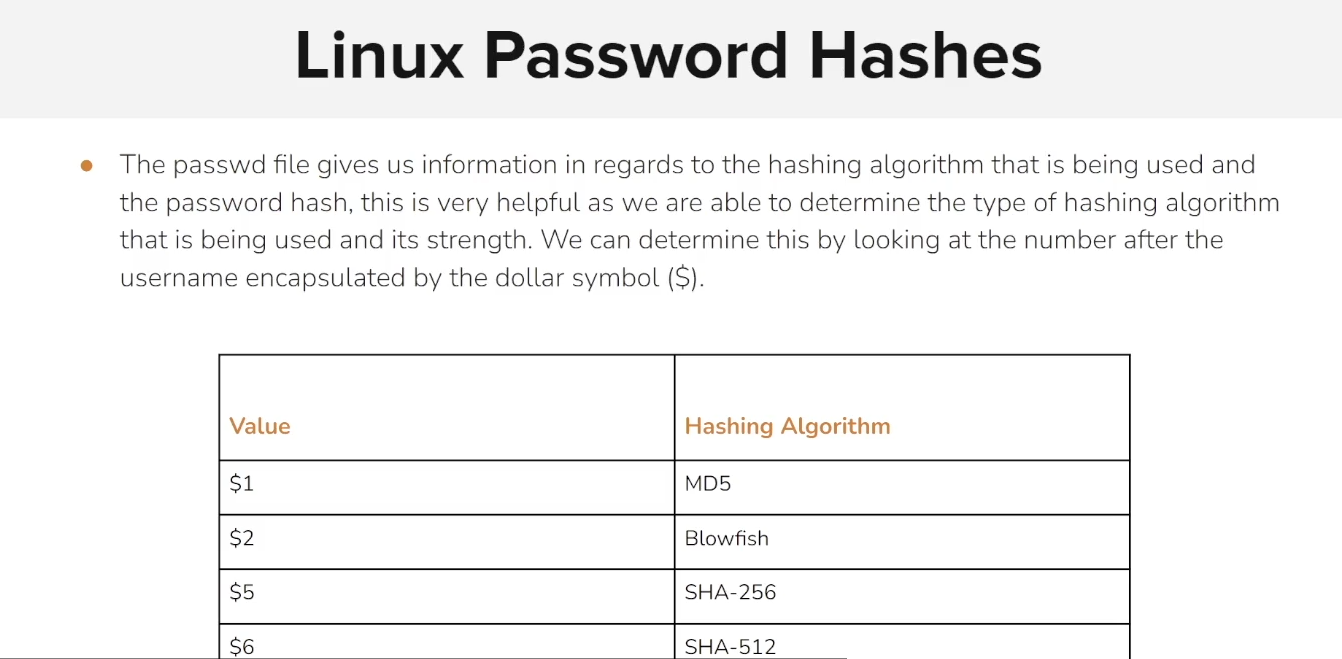 Linux Password Hashes
The passwd file gives us information in regards to the hashing algorithm that is being used and
the password hash, this is very helpful as we are able to determine the type of hashing algorithm
that is being used and its strength. We can determine this by looking at the number after the
username encapsulated by the dollar symbol ($).
Value Hashing Algorithm
$1 MD5
$2 Blowfish
$5 SHA-256
$6 SHA-512